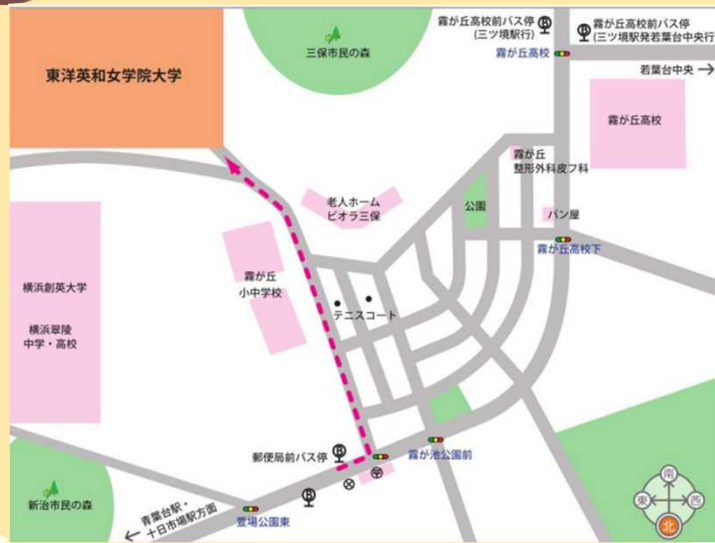 霧が丘高校前バス停
(三ツ境駅行)
霧が丘高校前バス停
(三ツ境駅発若葉台中央行)
霧が丘高校
若葉台中央
三保市民の森
東洋英和女学院大学
霧が丘高校
霧が丘
整形外科皮フ科
老人ホーム
ビオラ三保
公園
パン屋
霧が丘高校下
霧が丘
小中学校
横浜創英大学
横浜翠陵
中学・高校
テニスコート
郵便局前バス停
霧が池公園前
新治市民の森
青葉台駅・
十日市場駅方面
萱場公園東
南
東
西
北